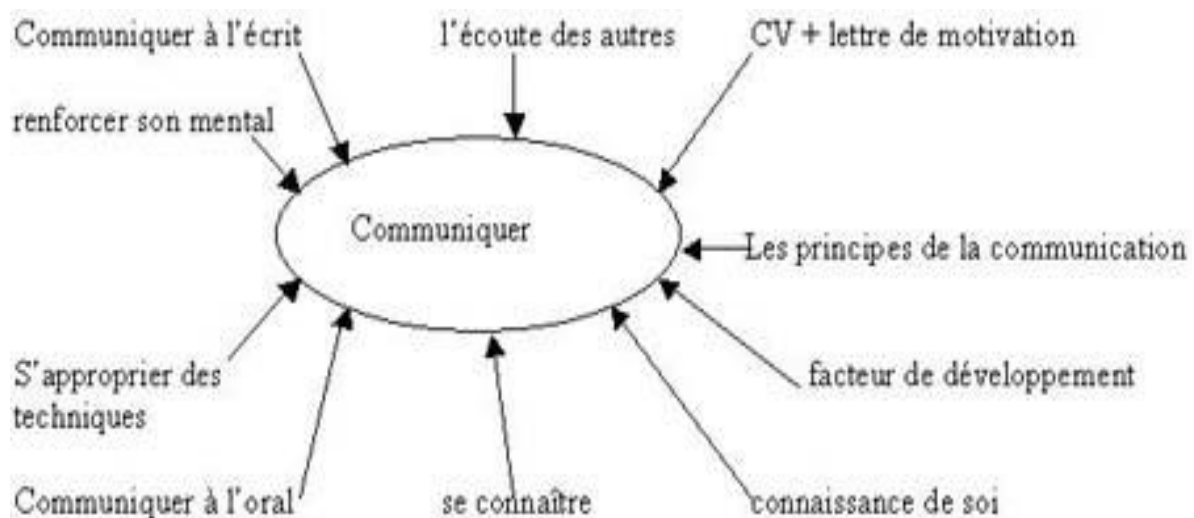 Communiquer à l'écrit
l'écoute des autres
CV + lettre de motivation
renforcer son mental
Communiquer
Les principes de la communication
S'approprier des
techniques
facteur de développement
Communiquer à l'oral
se connaître
connaissance de soi